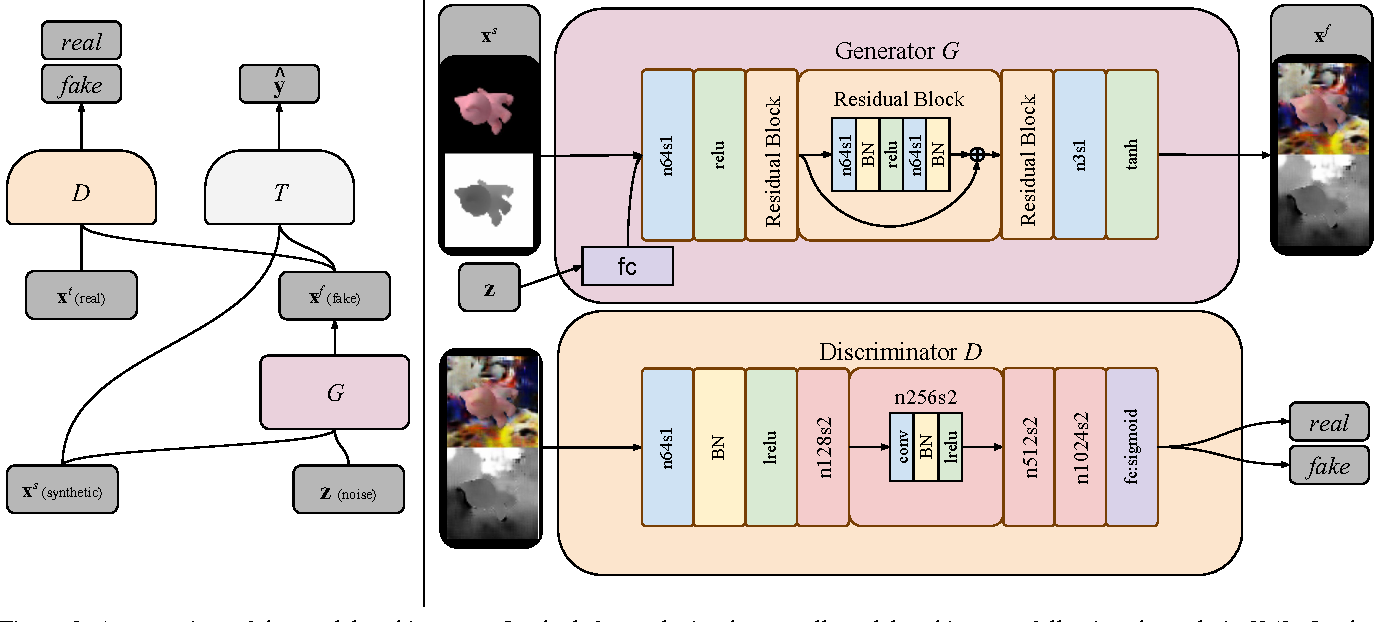 real
fake
ŷ
D
T
x^t (real)
x^f (fake)
G
x^s (synthetic)
z (noise)
x^s
Generator G
x^f
n64s1
relu
Residual Block
Residual Block
n64s1
BN
relu
n64s1
BN
Residual Block
n3s1
tanh
fc
z
Discriminator D
n64s1
BN
lrelu
n128s2
n256s2
conv
BN
lrelu
n512s2
n1024s2
fc:sigmoid
real
fake